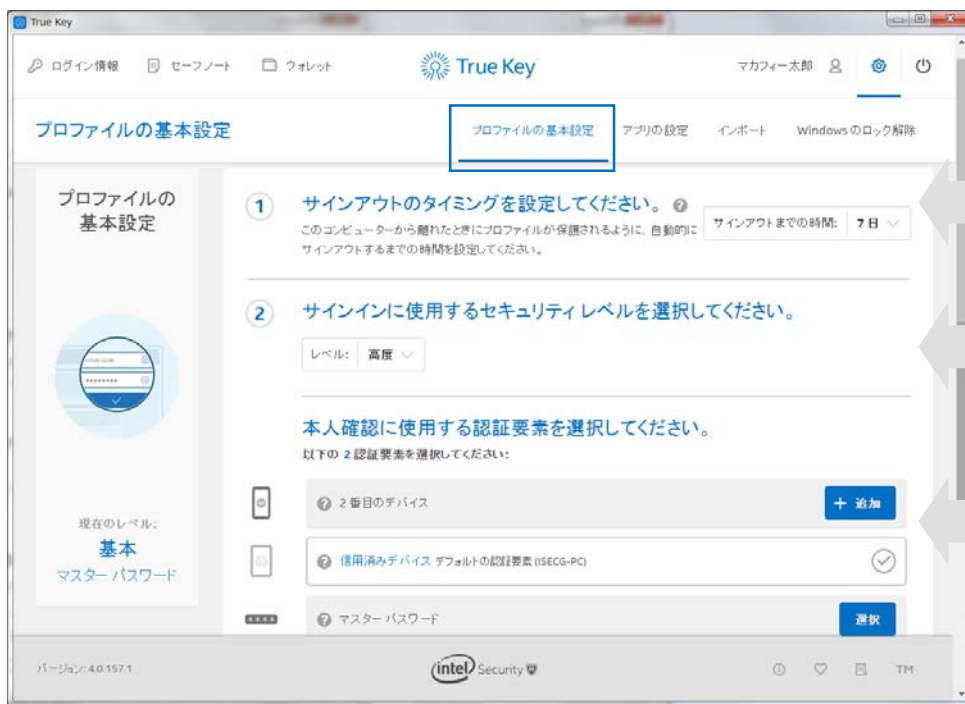 True Key
ログイン情報 セーフノート ウォレット True Key マカフィー太郎
プロファイルの基本設定 プロファイルの基本設定 アプリの設定 インポート Windowsのロック解除
プロファイルの
基本設定
現在のレベル:
基本
マスター パスワード
1 サインアウトのタイミングを設定してください。
このコンピューターから離れたときにプロファイルが保護されるように、自動的に
サインアウトするまでの時間を設定してください。
サインアウトまでの時間: 7 日
2 サインインに使用するセキュリティ レベルを選択してください。
レベル: 高度
本人確認に使用する認証要素を選択してください。
以下の 2 認証要素を選択してください:
2 番目のデバイス + 追加
信用済みデバイス デフォルトの認証要素 (ISECG-PC)
マスター パスワード 選択
バージョン: 4.0.157.1 intel Security TM